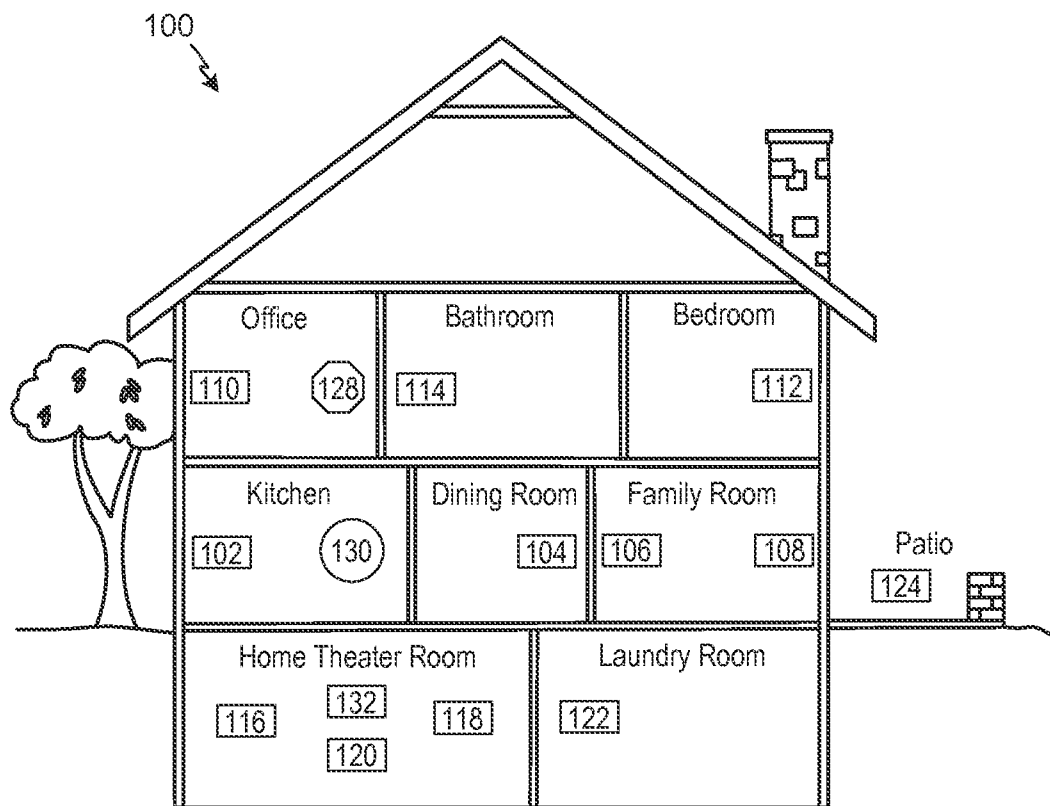 100
Office Bathroom Bedroom
110 128 114 112
Kitchen Dining Room Family Room
102 130 104 106 108
Patio
124
Home Theater Room Laundry Room
116 132 118 122
120